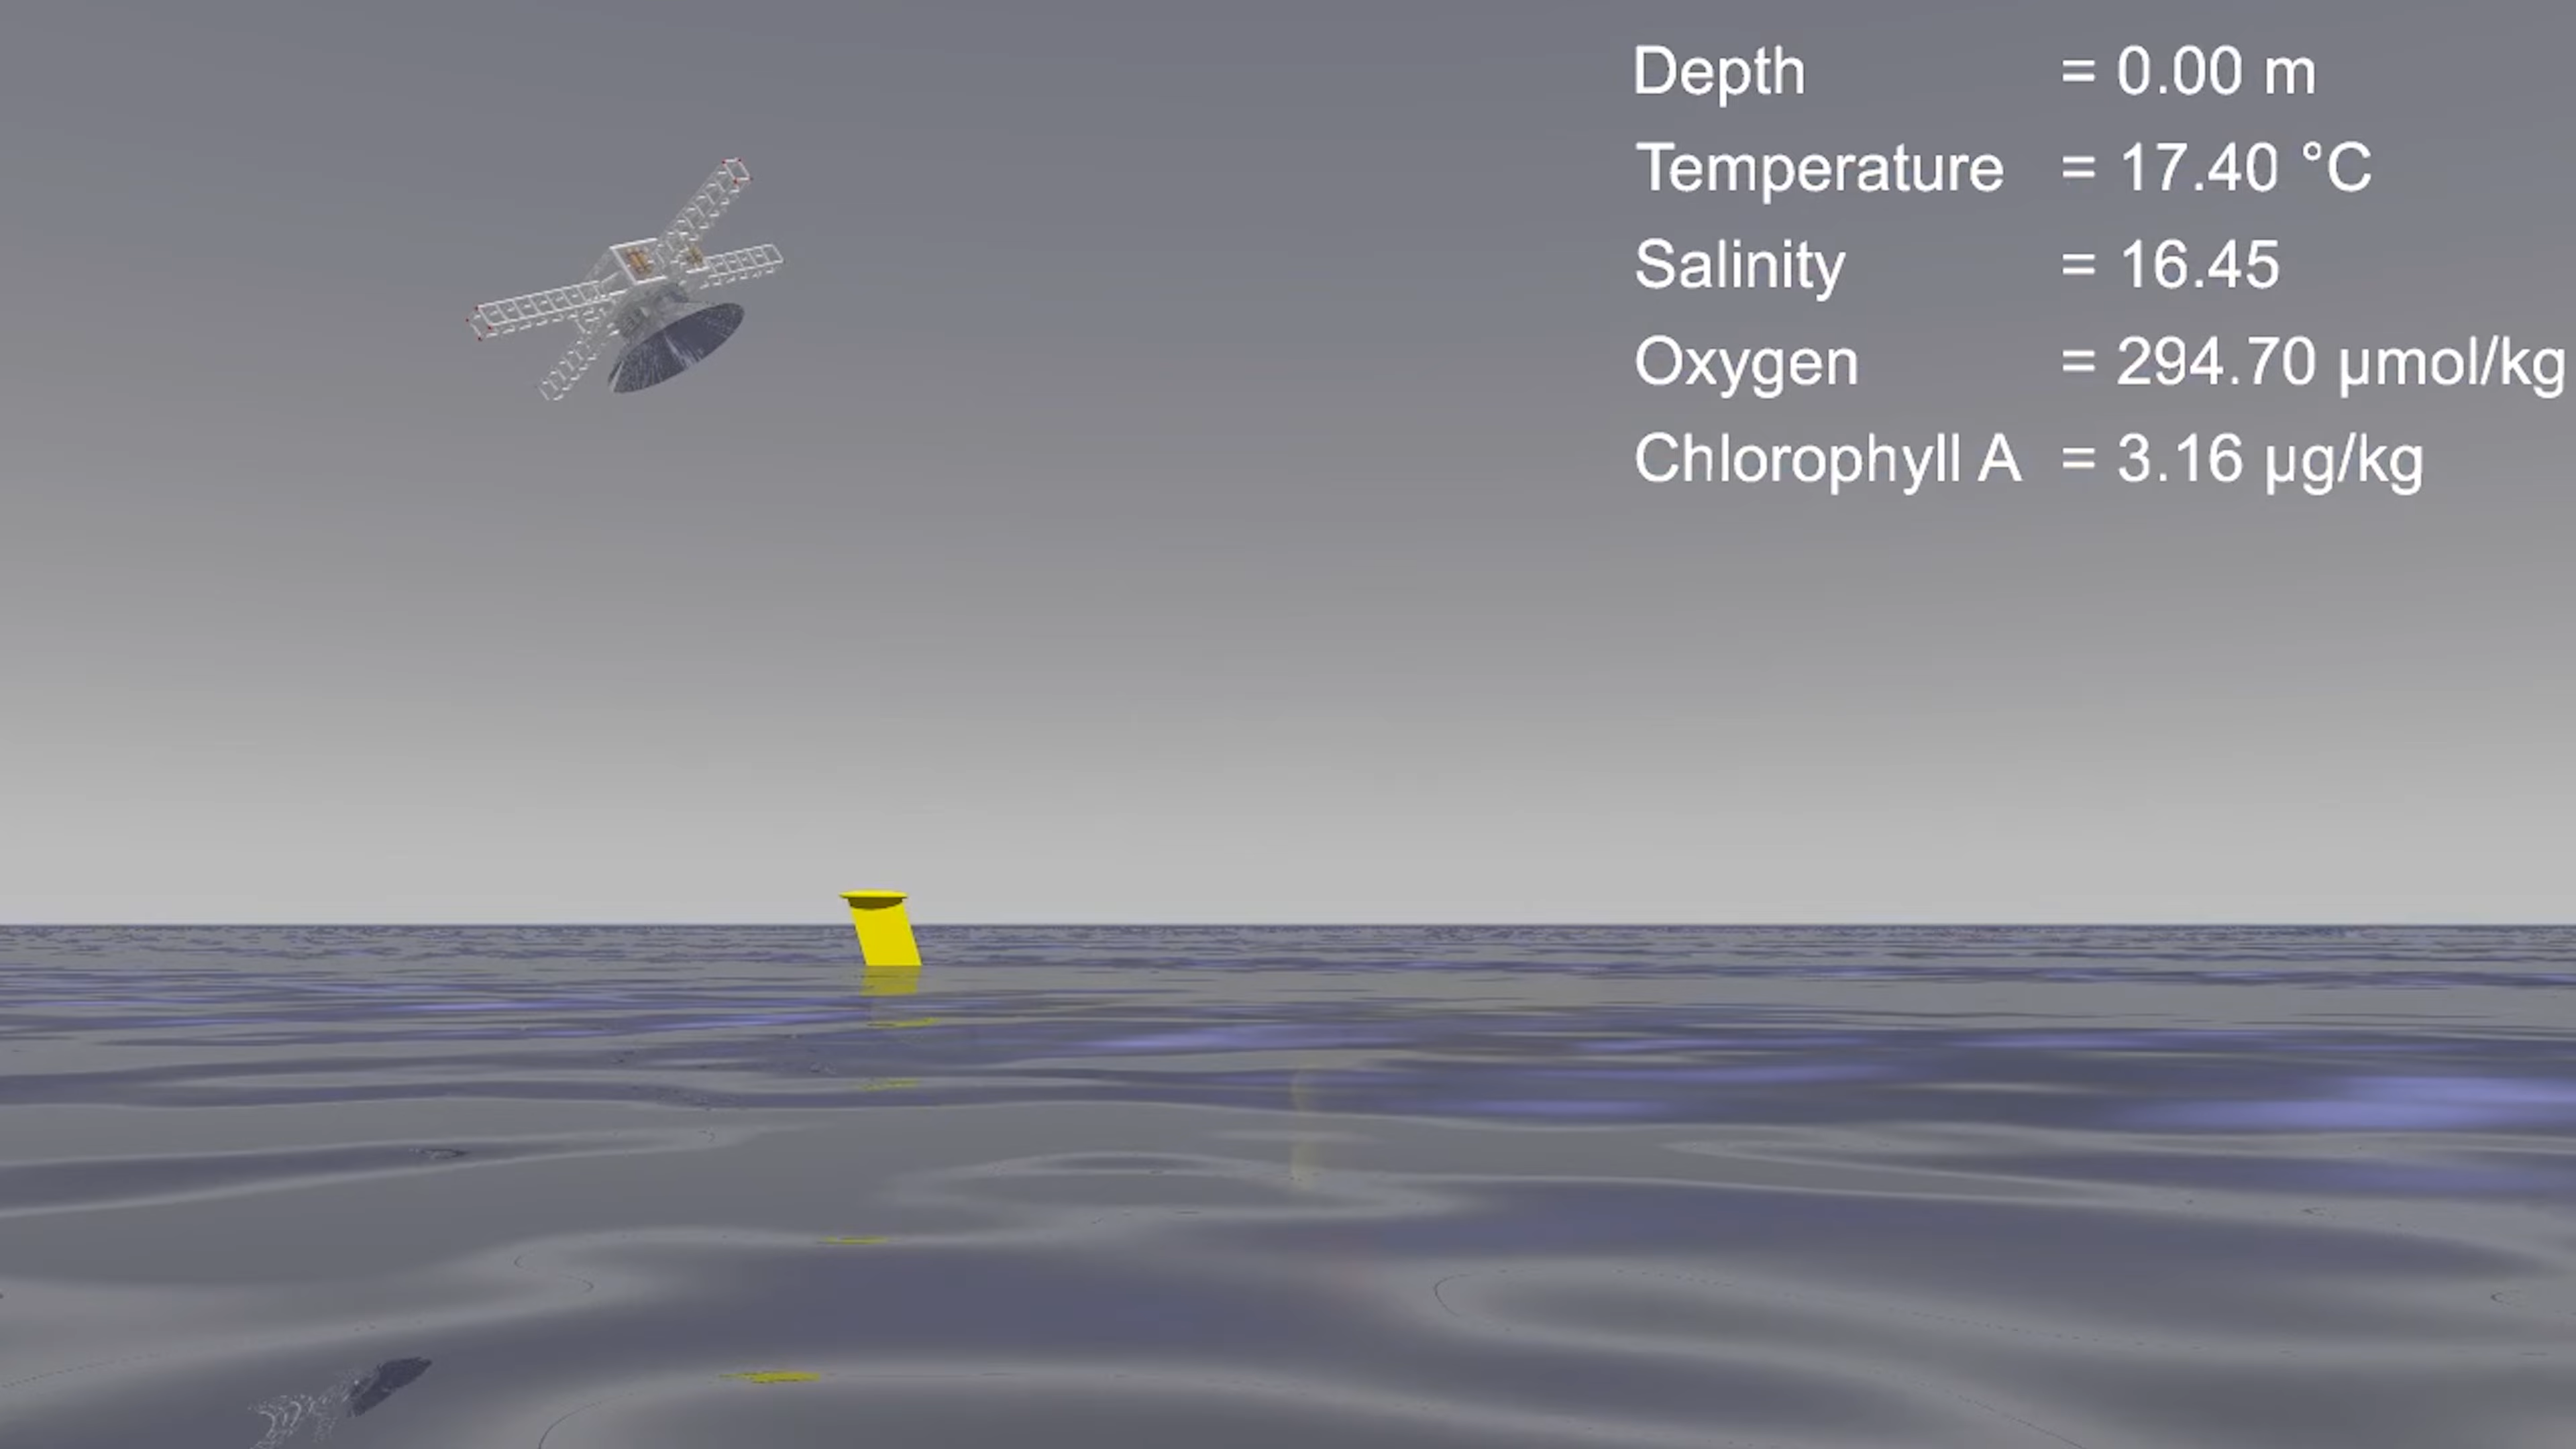 Depth = 0.00 m
Temperature = 17.40 °C
Salinity = 16.45
Oxygen = 294.70 µmol/kg
Chlorophyll A = 3.16 µg/kg